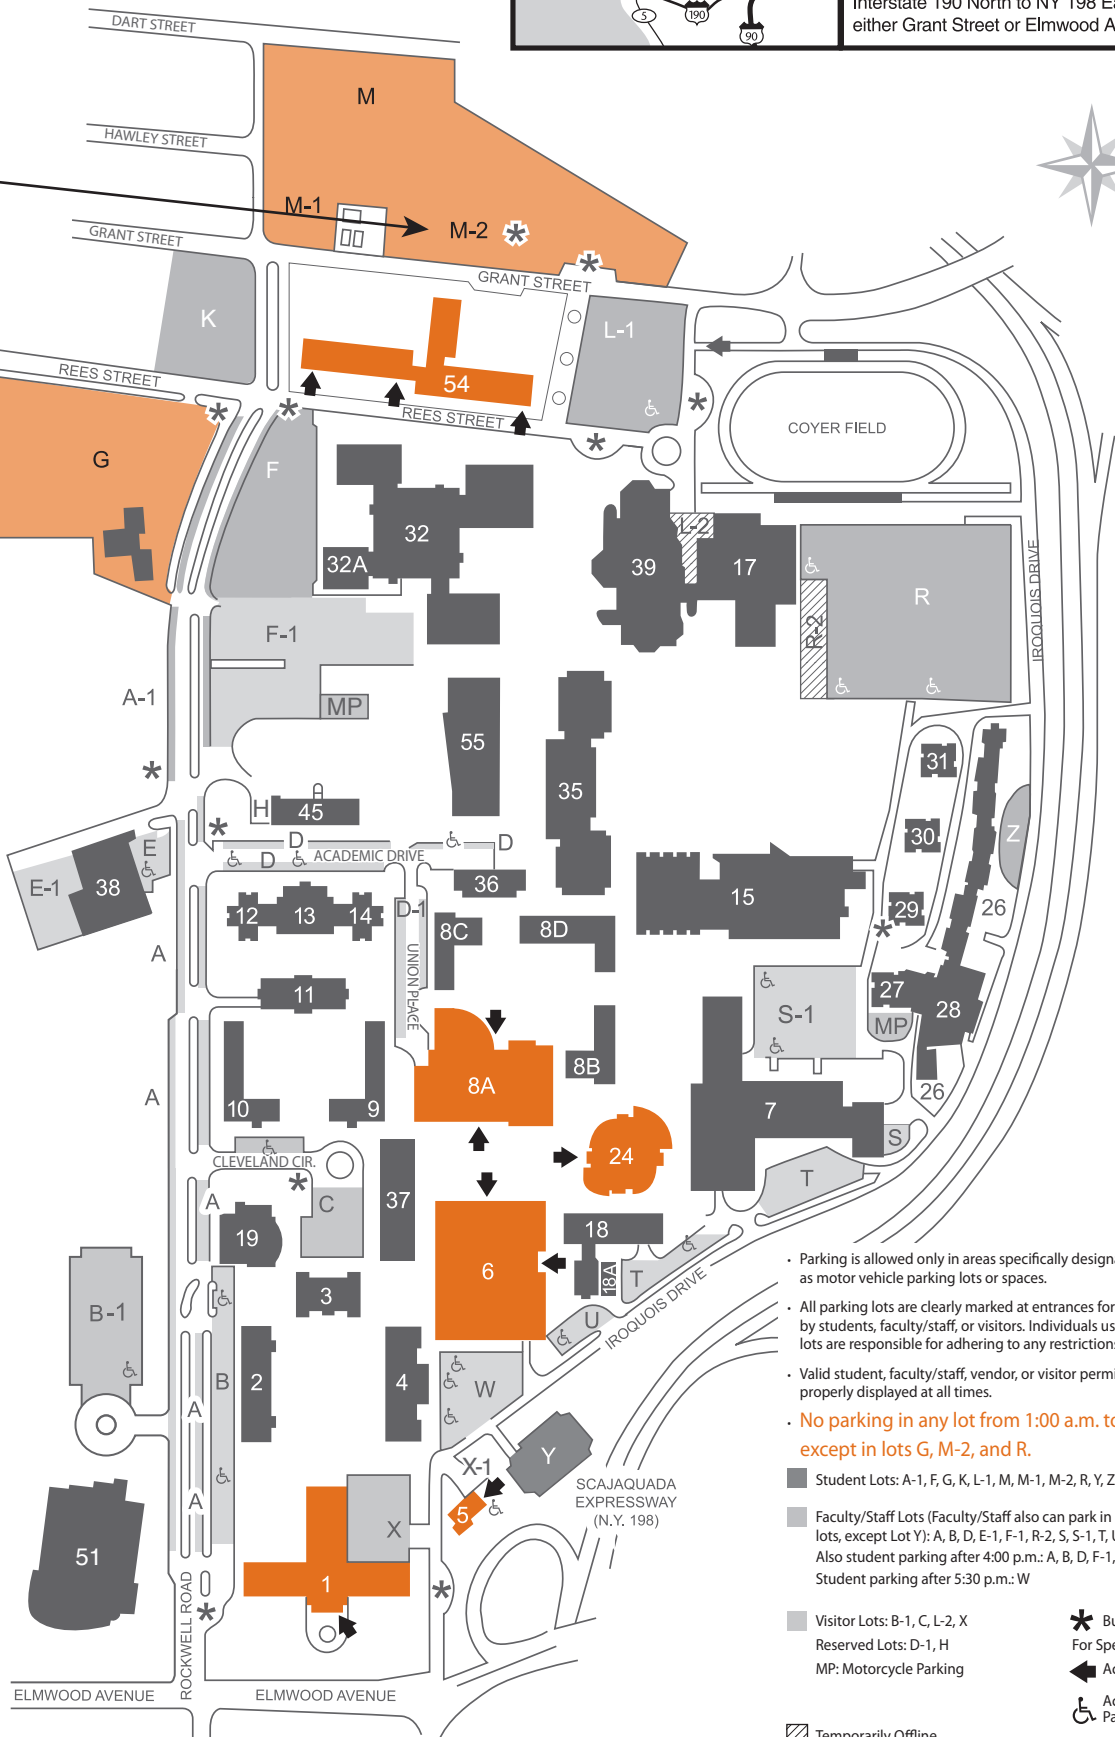 DART STREET
5
190
90
Interstate 190 North to NY 198
either Grant Street or Elmwood
M
HAWLEY STREET
M-1
M-2
GRANT STREET
GRANT STREET
K
L-1
REES STREET
54
REES STREET
COYER FIELD
G
F
32
32A
39
L-2
17
R
R-2
IROQUOIS DRIVE
F-1
A-1
MP
55
35
31
30
Z
H
45
D
D
D
ACADEMIC DRIVE
E
E-1
38
36
15
29
26
12
13
14
D-1
8C
8D
UNION PLACE
A
11
27
28
S-1
MP
8A
8B
26
A
10
9
7
24
S
CLEVELAND CIR.
T
A
C
37
19
18
18A
T
6
3
U
IROQUOIS DRIVE
B-1
B
2
4
W
A
X-1
Y
SCAJAQUADA
EXPRESSWAY
(N.Y. 198)
5
A
X
51
1
ROCKWELL ROAD
ELMWOOD AVENUE
ELMWOOD AVENUE
· Parking is allowed only in areas specifically
as motor vehicle parking lots or spaces.
· All parking lots are clearly marked at entrances for
by students, faculty/staff, or visitors. Individuals
lots are responsible for adhering to any
· Valid student, faculty/staff, vendor, or visitor
properly displayed at all times.
· No parking in any lot from 1:00 a.m. to
except in lots G, M-2, and R.
Student Lots: A-1, F, G, K, L-1, M, M-1, M-2, R, Y, Z
Faculty/Staff Lots (Faculty/Staff also can park in
lots, except Lot Y): A, B, D, E-1, F-1, R-2, S, S-1, T,
Also student parking after 4:00 p.m.: A, B, D, F-1,
Student parking after 5:30 p.m.: W
Visitor Lots: B-1, C, L-2, X
Reserved Lots: D-1, H
For
MP: Motorcycle Parking
Temporarily Offline